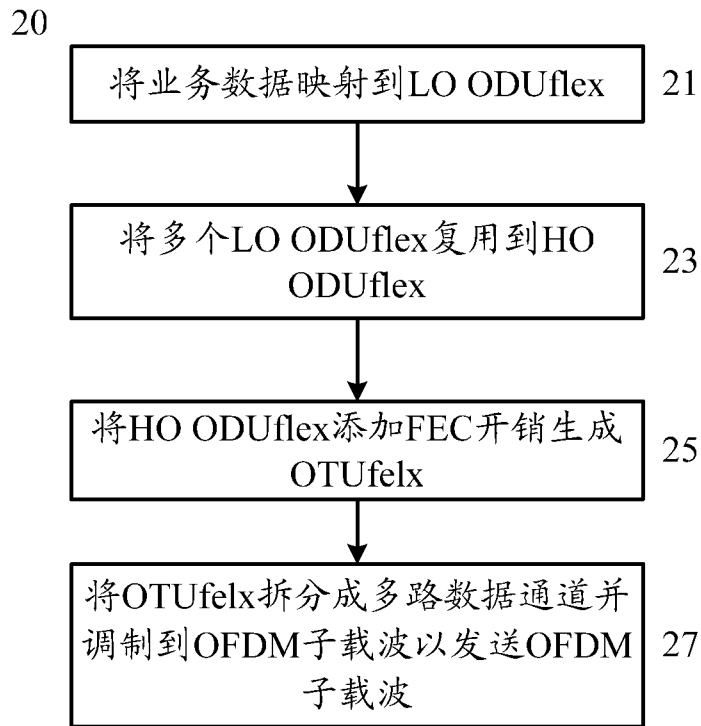 20
将业务数据映射到LO ODUflex
21
将多个LO ODUflex复用到HO
ODUflex
23
将HO ODUflex添加FEC开销生成
OTUfelx
25
将OTUfelx拆分成多路数据通道并
调制到OFDM子载波以发送OFDM
子载波
27